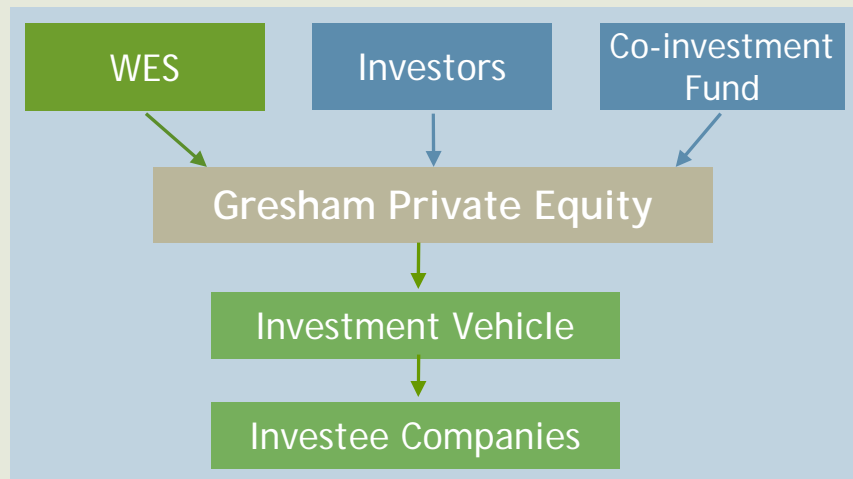 WES
Investors
Co-investment
Fund
Gresham Private Equity
Investment Vehicle
Investee Companies